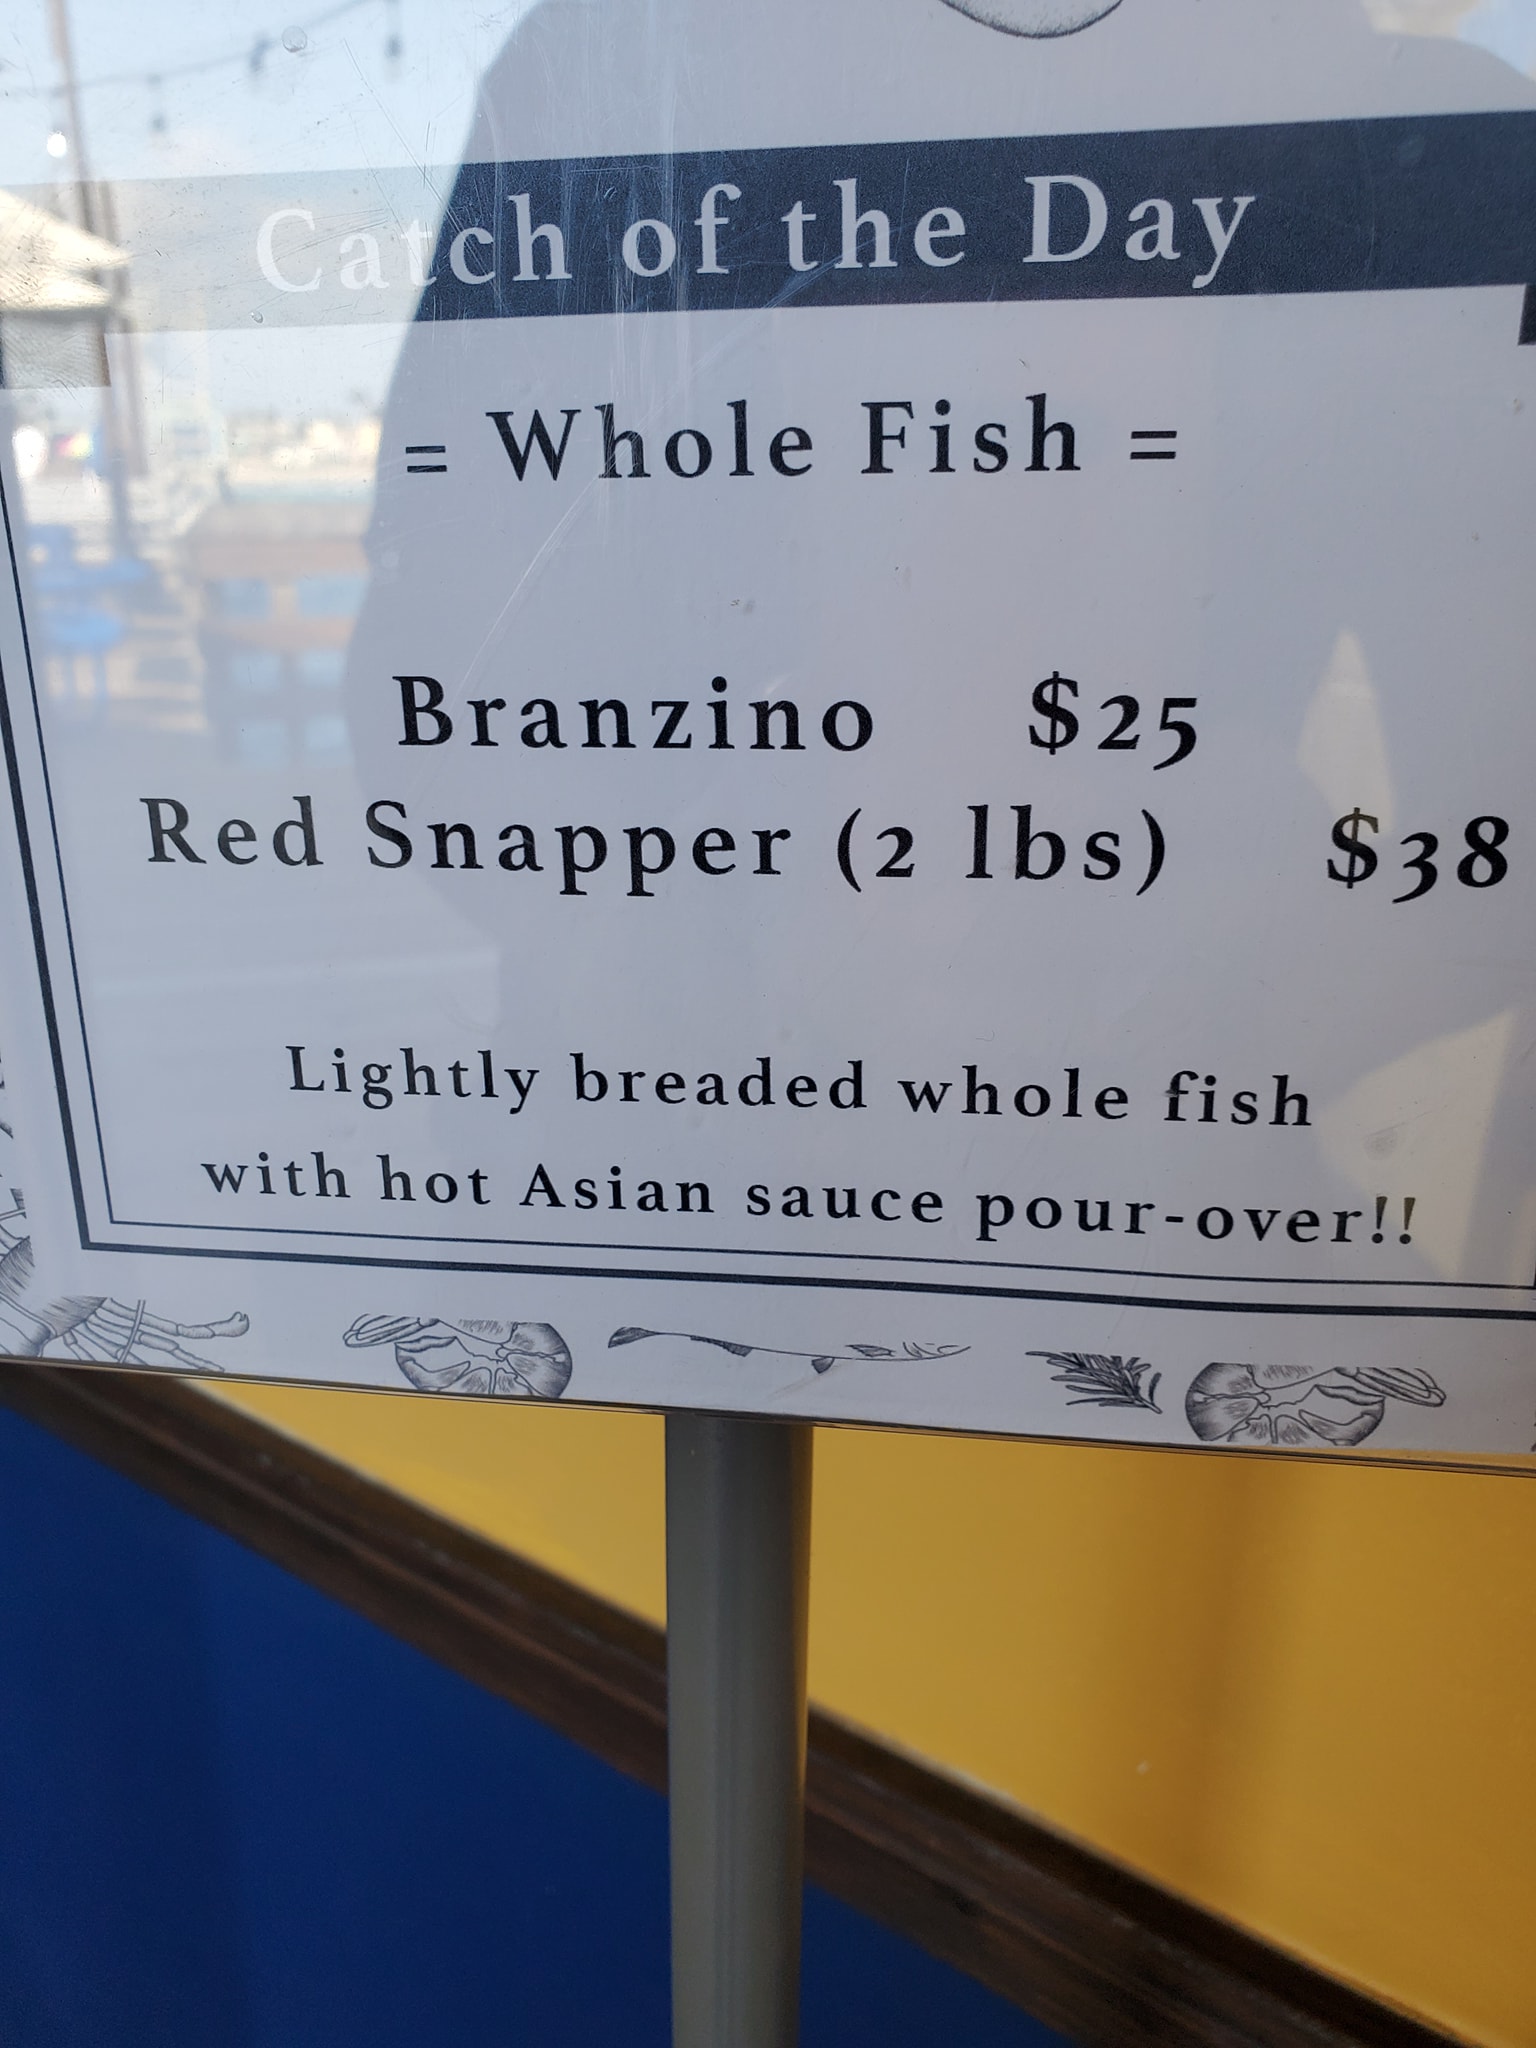 Catch of the Day
= Whole Fish =
Branzino $25
Red Snapper (2 lbs) $38
Lightly breaded whole fish
with hot Asian sauce pour-over!!